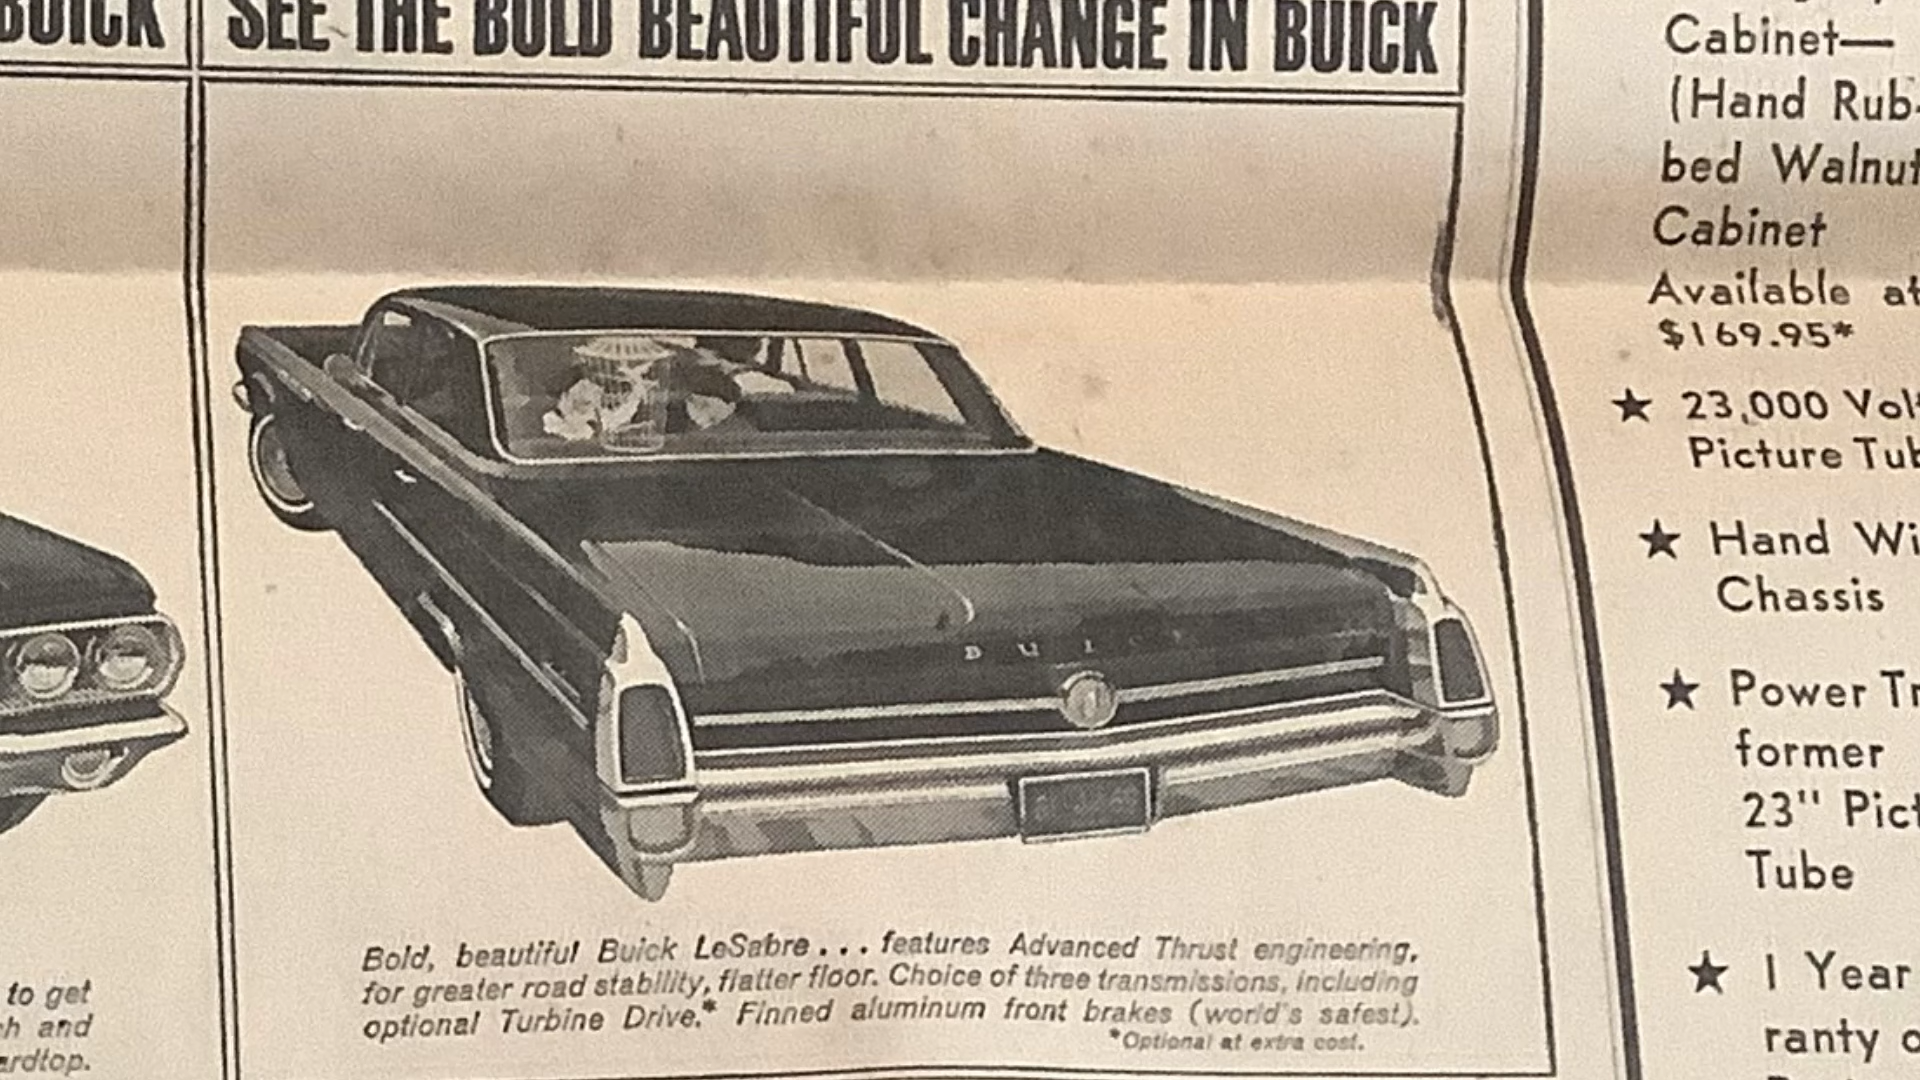 BUICK
SEE THE BOLD BEAUTIFUL CHANGE IN BUICK
B U I
Bold, beautiful Buick LeSabre . . . features Advanced Thrust engineering,
for greater road stability, flatter floor. Choice of three transmissions, including
optional Turbine Drive.* Finned aluminum front brakes (world's safest).
*Optional at extra cost.
to get
and
Cabinet—
(Hand Rub-
bed Walnut
Cabinet
Available at
$169.95*
★ 23,000 Volt
Picture Tub
★ Hand Wi
Chassis
★ Power Tr
former
23" Pict
Tube
★ 1 Year
ranty o